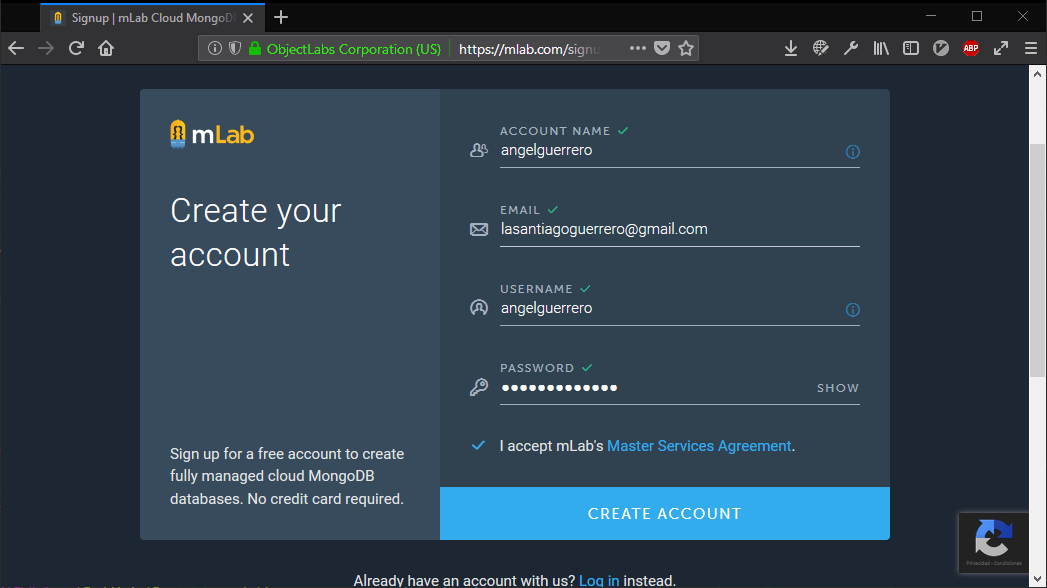 Signup | mLab Cloud MongoD
ObjectLabs Corporation (US)
https://mlab.com/signu
ABP
mLab
Create your
account
Sign up for a free account to create
fully managed cloud MongoDB
databases. No credit card required.
ACCOUNT NAME
angelguerrero
EMAIL
lasantiagoguerrero@gmail.com
USERNAME
angelguerrero
PASSWORD
•••••••••••••
SHOW
I accept mLab's Master Services Agreement.
CREATE ACCOUNT
Privacidad - Condiciones
Already have an account with us? Log in instead.